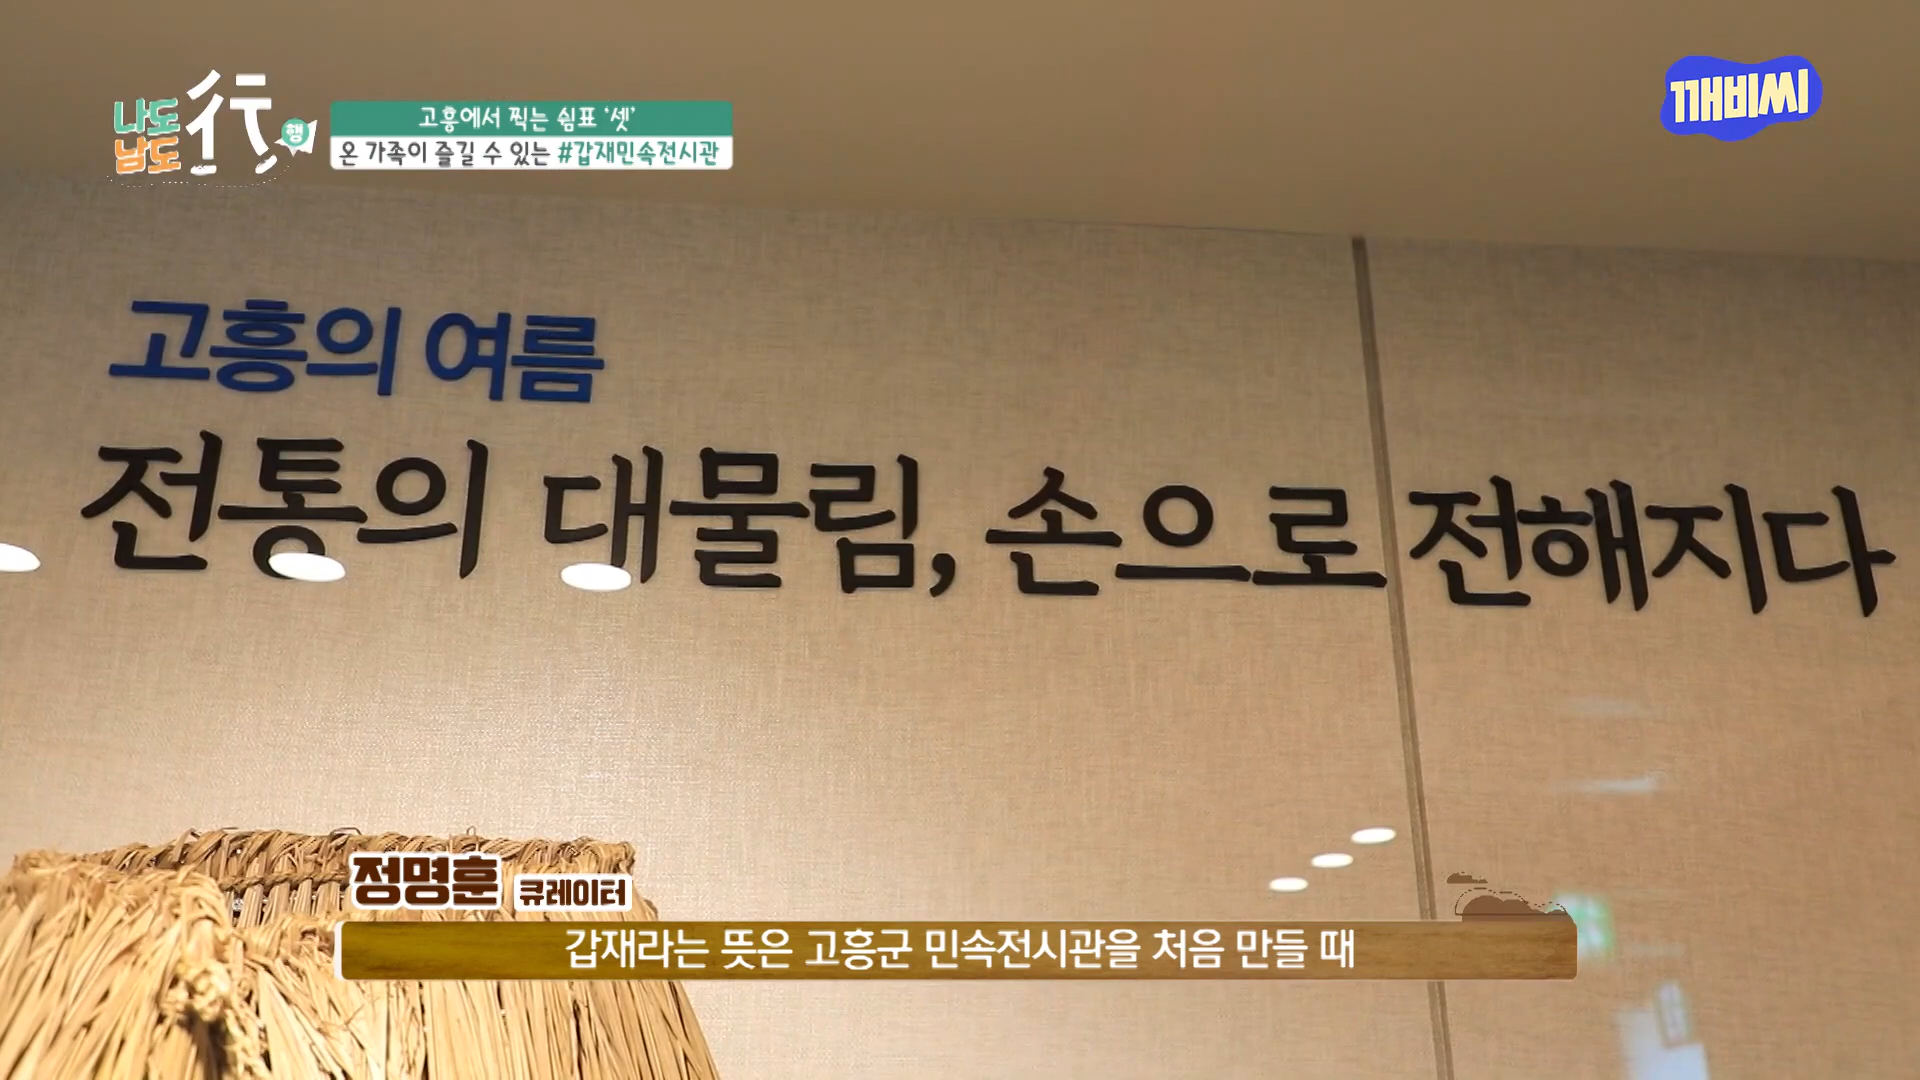 나도
남도
行
행
고흥에서 찍는 쉼표 ‘셋’
온 가족이 즐길 수 있는 #갑재민속전시관
깨비씨
고흥의 여름
전통의 대물림, 손으로 전해지다
정명훈 큐레이터
갑재라는 뜻은 고흥군 민속전시관을 처음 만들 때